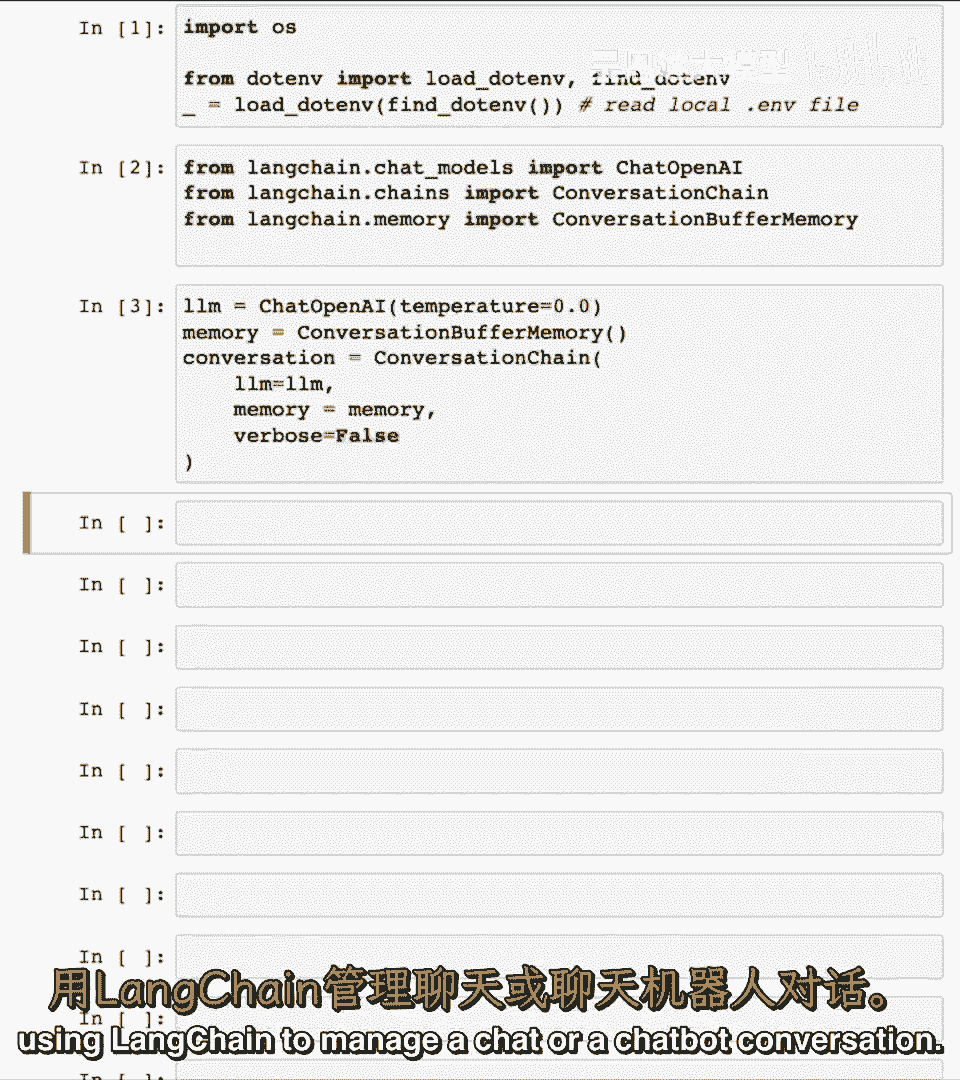 In [1]: import os
from dotenv import load_dotenv, find_dotenv
_ = load_dotenv(find_dotenv()) # read local .env file
In [2]: from langchain.chat_models import ChatOpenAI
from langchain.chains import ConversationChain
from langchain.memory import ConversationBufferMemory
In [3]: llm = ChatOpenAI(temperature=0.0)
memory = ConversationBufferMemory()
conversation = ConversationChain(
llm=llm,
memory = memory,
verbose=False
)
In [ ]:
In [ ]:
In [ ]:
In [ ]:
In [ ]:
In [ ]:
In [ ]:
In [ ]:
用LangChain管理聊天或聊天机器人对话。
In [ ]:
using LangChain to manage a chat or a chatbot conversation.
In [ ]: